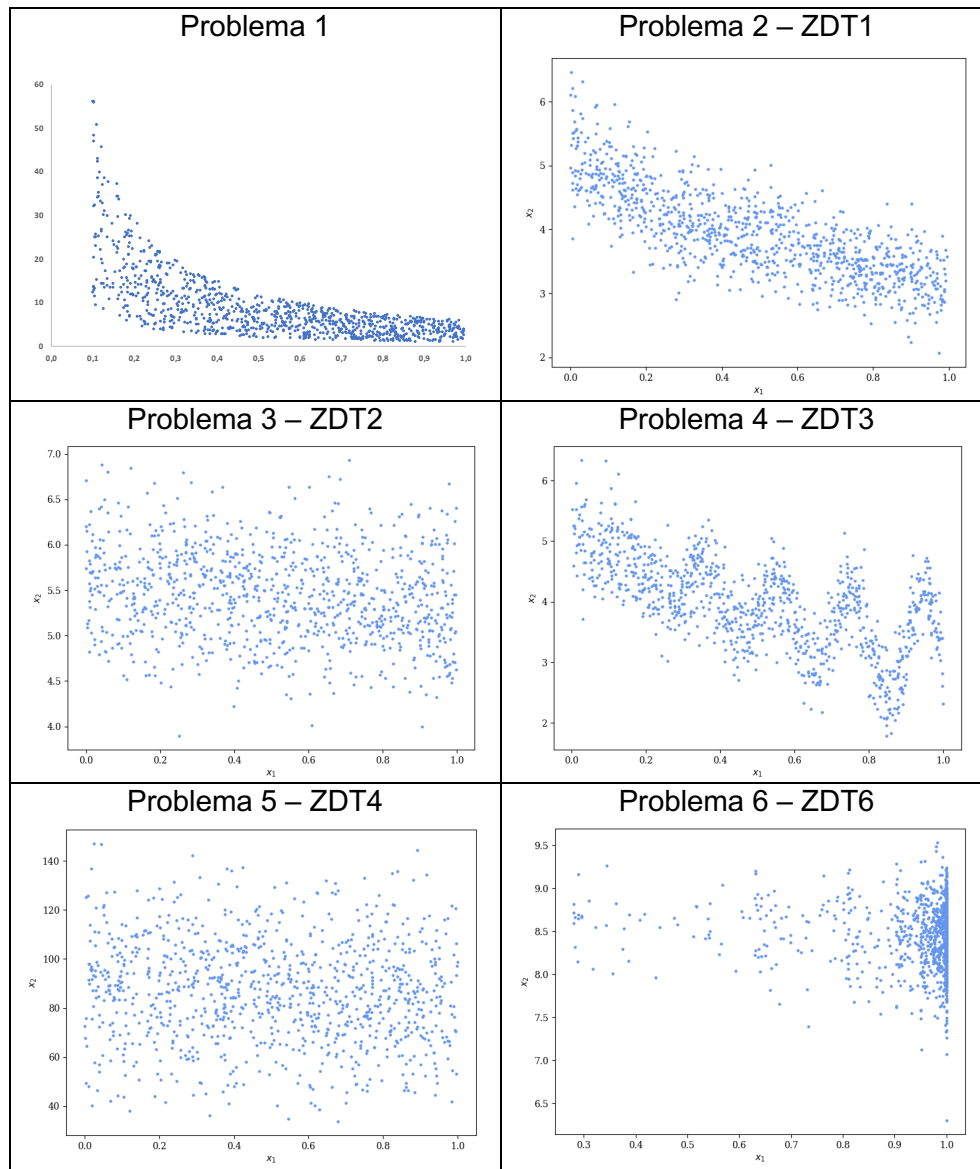 Problema 1
60
50
40
30
20
10
0
0,0 0,1 0,2 0,3 0,4 0,5 0,6 0,7 0,8 0,9 1,0
Problema 2 – ZDT1
6
5
4
3
2
x2
0.0 0.2 0.4 0.6 0.8 1.0
x1
Problema 3 – ZDT2
7.0
6.5
6.0
5.5
5.0
4.5
4.0
x2
0.0 0.2 0.4 0.6 0.8 1.0
x1
Problema 4 – ZDT3
6
5
4
3
2
x2
0.0 0.2 0.4 0.6 0.8 1.0
x1
Problema 5 – ZDT4
140
120
100
80
60
40
x2
0.0 0.2 0.4 0.6 0.8 1.0
x1
Problema 6 – ZDT6
9.5
9.0
8.5
8.0
7.5
7.0
6.5
x2
0.3 0.4 0.5 0.6 0.7 0.8 0.9 1.0
x1